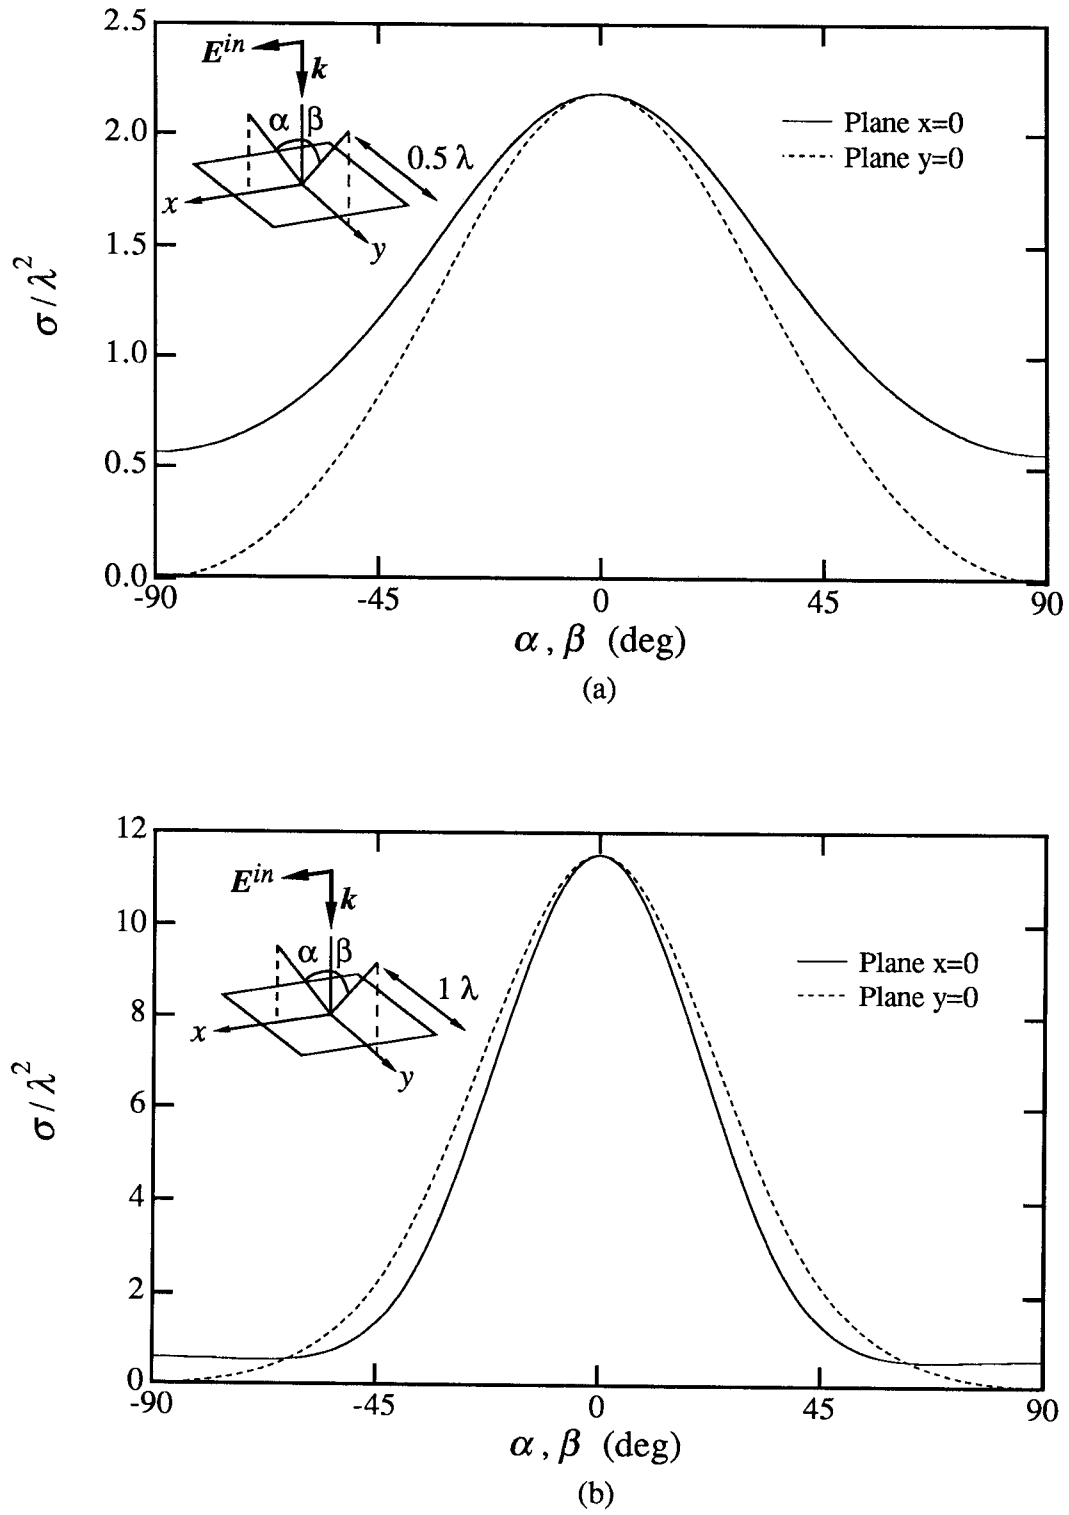 2.5
2.0
1.5
1.0
0.5
0.0
σ / λ²
E^in
k
α β
0.5 λ
x
y
Plane x=0
Plane y=0
-90 -45 0 45 90
α , β (deg)
(a)
12
10
8
6
4
2
0
σ / λ²
E^in
k
α β
1 λ
x
y
Plane x=0
Plane y=0
-90 -45 0 45 90
α , β (deg)
(b)